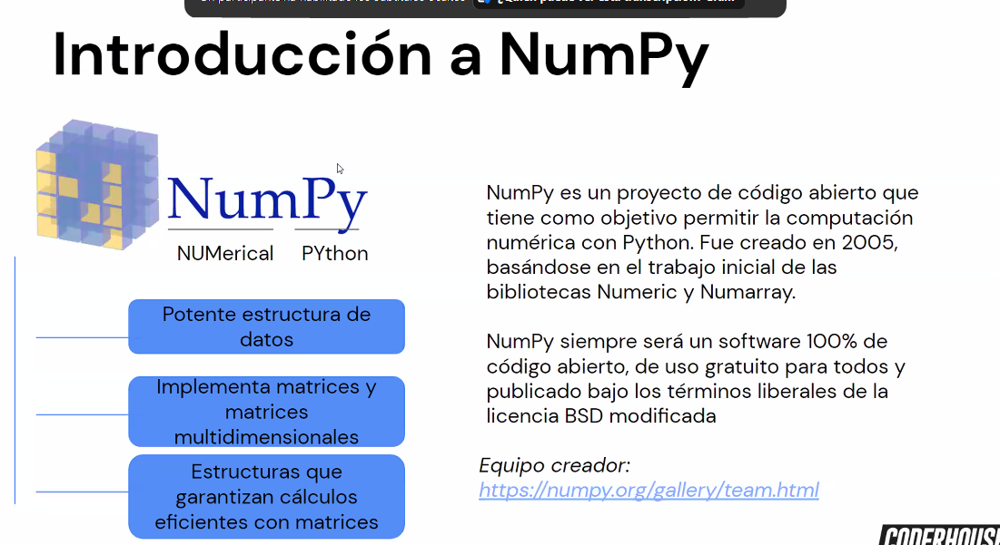 Introducción a NumPy
NumPy
NUMerical PYthon
Potente estructura de
datos
Implementa matrices y
matrices
multidimensionales
Estructuras que
garantizan cálculos
eficientes con matrices
NumPy es un proyecto de código abierto que
tiene como objetivo permitir la computación
numérica con Python. Fue creado en 2005,
basándose en el trabajo inicial de las
bibliotecas Numeric y Numarray.
NumPy siempre será un software 100% de
código abierto, de uso gratuito para todos y
publicado bajo los términos liberales de la
licencia BSD modificada
Equipo creador:
https://numpy.org/gallery/team.html
CODERHOUS